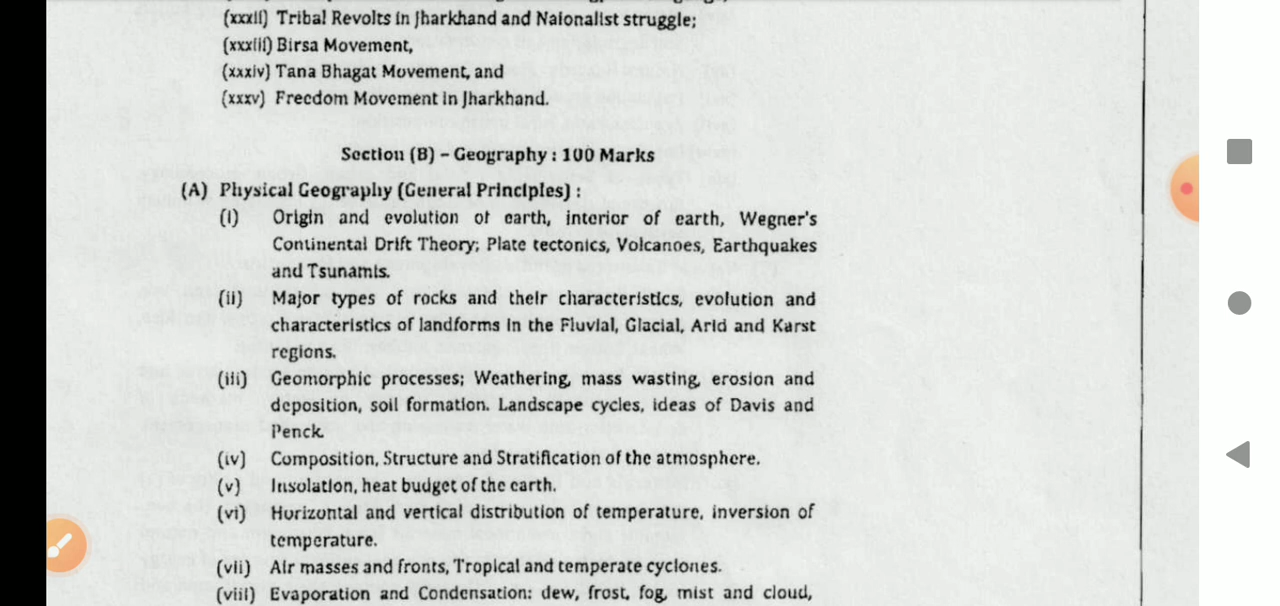 (xxxii) Tribal Revolts in Jharkhand and Naionalist struggle;
(xxxiii) Birsa Movement,
(xxxiv) Tana Bhagat Movement, and
(xxxv) Freedom Movement in Jharkhand.
Section (B) – Geography : 100 Marks
(A) Physical Geography (General Principles) :
(i) Origin and evolution of earth, interior of earth, Wegner's
Continental Drift Theory; Plate tectonics, Volcanoes, Earthquakes
and Tsunamis.
(ii) Major types of rocks and their characteristics, evolution and
characteristics of landforms in the Fluvial, Glacial, Arid and Karst
regions.
(iii) Geomorphic processes; Weathering, mass wasting, erosion and
deposition, soil formation. Landscape cycles, ideas of Davis and
Penck.
(iv) Composition, Structure and Stratification of the atmosphere.
(v) Insolation, heat budget of the earth.
(vi) Horizontal and vertical distribution of temperature, inversion of
temperature.
(vii) Air masses and fronts, Tropical and temperate cyclones.
(viii) Evaporation and Condensation: dew, frost, fog, mist and cloud,